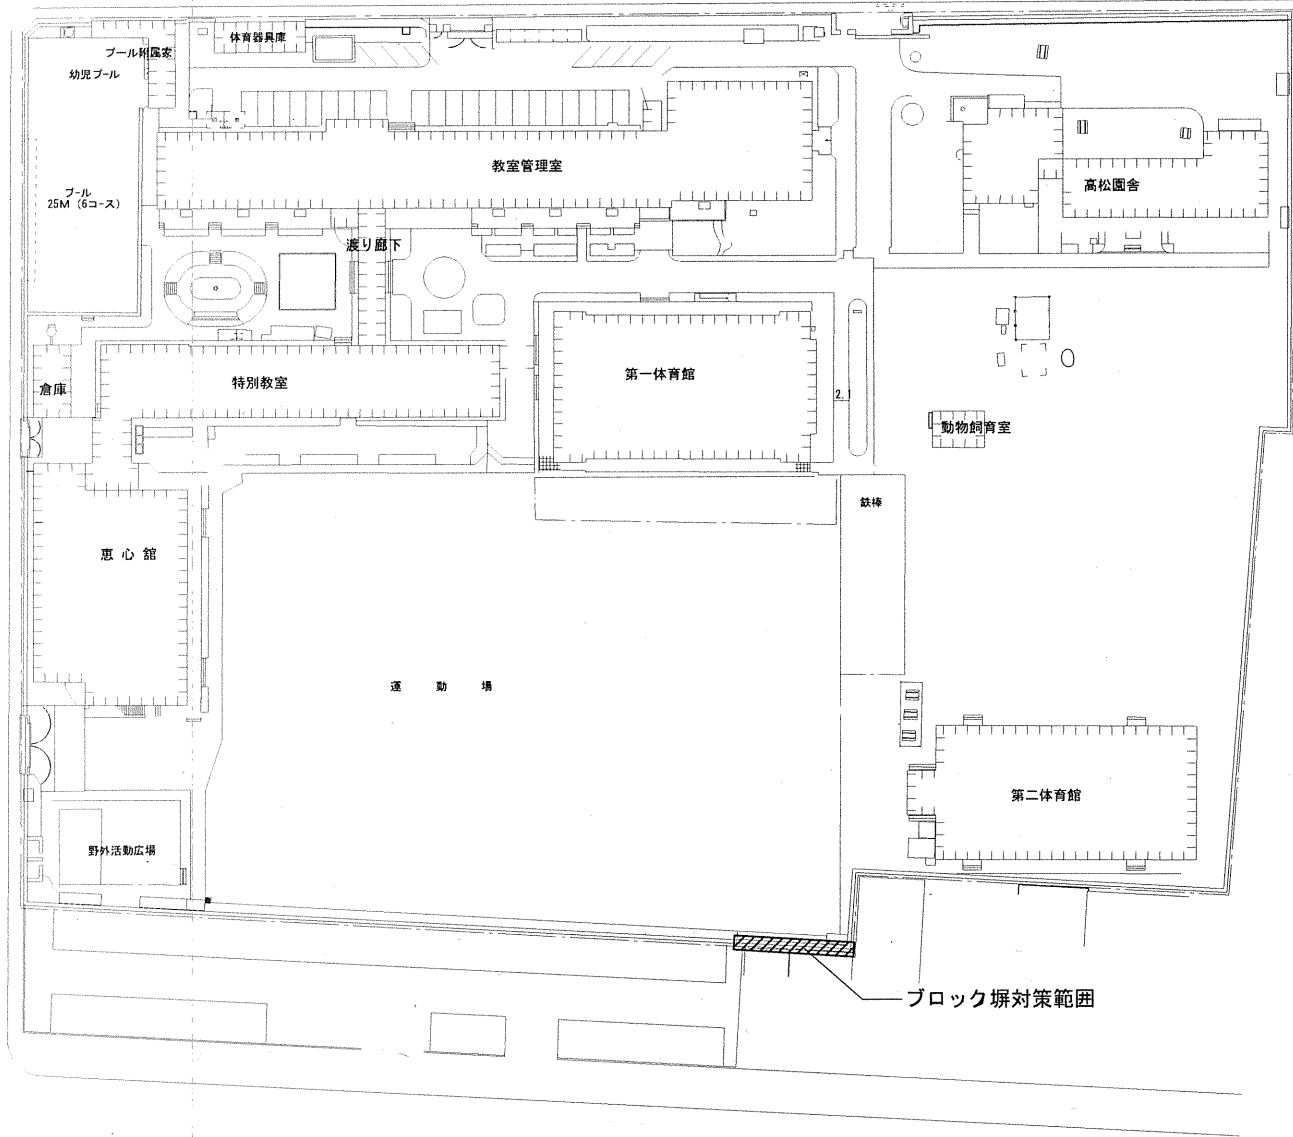 体育器具庫
プール附属家
幼児プール
プール
25M (6コース)
教室管理室
高松園舎
渡り廊下
特別教室
倉庫
第一体育館
2.1
動物飼育室
鉄棒
恵心舘
運動場
第二体育館
野外活動広場
ブロック塀対策範囲